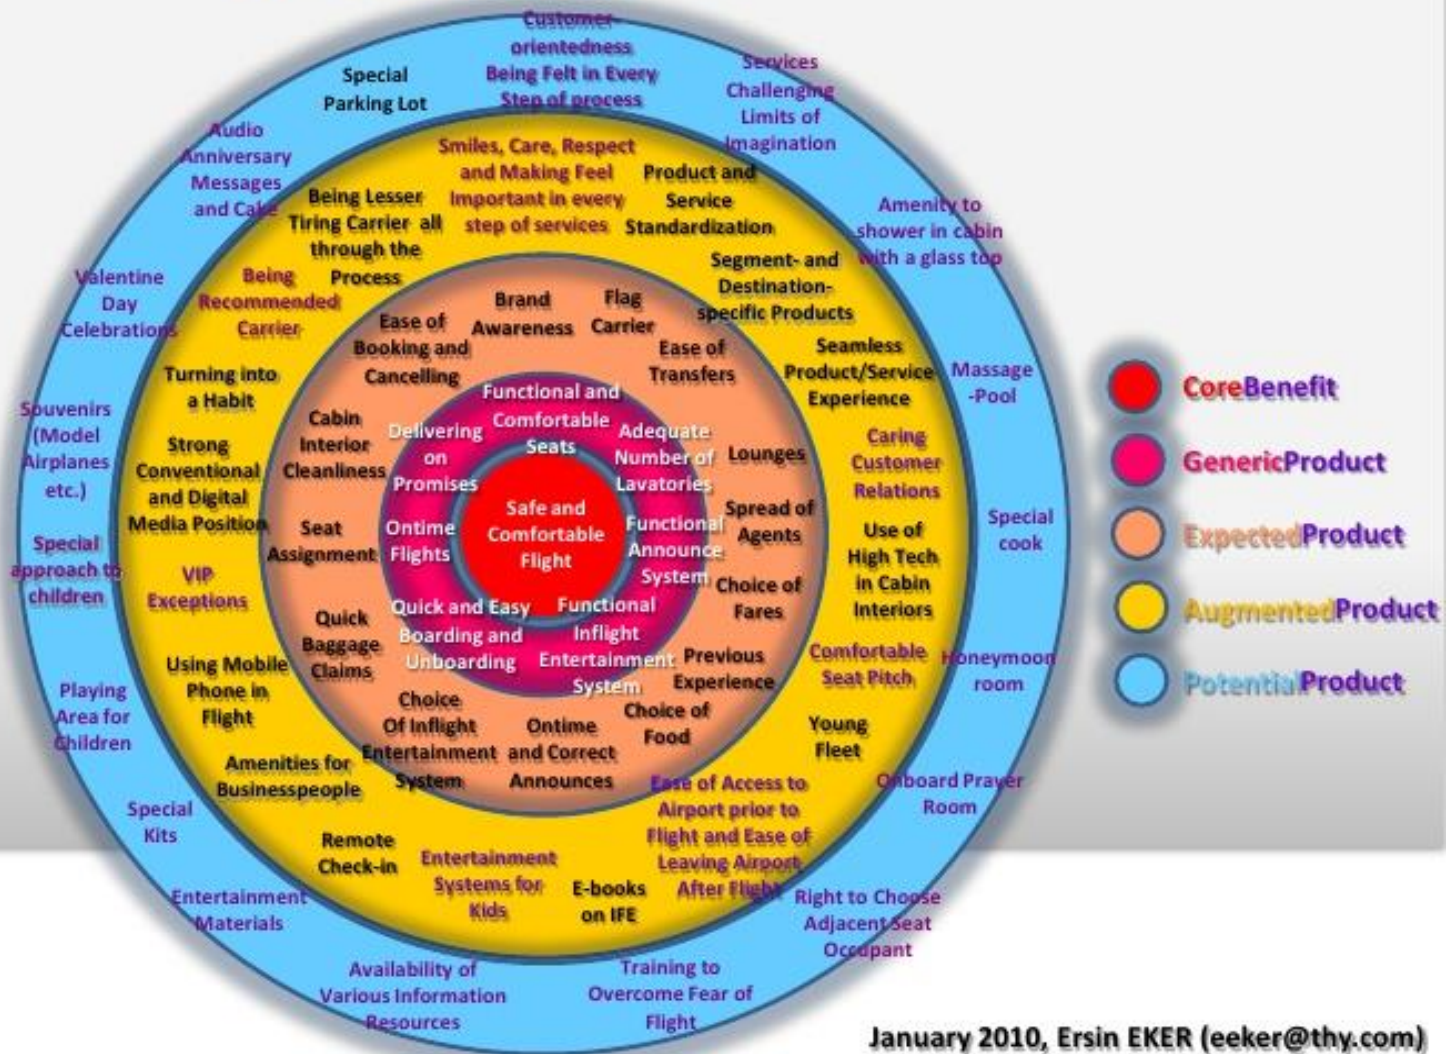 Customer-
orientedness
Being Felt in Every
Step of process
Services
Challenging
Limits of
Imagination
Amenity to
shower in cabin
with a glass top
Massage
-Pool
Special
cook
Honeymoon
room
Onboard Prayer
Room
Right to Choose
Adjacent Seat
Occupant
Training to
Overcome Fear of
Flight
Availability of
Various Information
Resources
Entertainment
Materials
Special
Kits
Playing
Area for
Children
Special
approach to
children
Souvenirs
(Model
Airplanes
etc.)
Valentine
Day
Celebrations
Audio
Anniversary
Messages
and Cake
Special
Parking Lot
Smiles, Care, Respect
and Making Feel
Important in every
step of services
Product and
Service
Standardization
Segment- and
Destination-
specific Products
Seamless
Product/Service
Experience
Caring
Customer
Relations
Use of
High Tech
in Cabin
Interiors
Comfortable
Seat Pitch
Young
Fleet
Ease of Access to
Airport prior to
Flight and Ease of
Leaving Airport
After Flight
E-books
on IFE
Entertainment
Systems for
Kids
Remote
Check-in
Amenities for
Businesspeople
Using Mobile
Phone in
Flight
VIP
Exceptions
Strong
Conventional
and Digital
Media Position
Turning into
a Habit
Being
Recommended
Carrier
Being Lesser
Tiring Carrier all
through the
Process
Brand
Awareness
Flag
Carrier
Ease of
Transfers
Lounges
Spread of
Agents
Choice of
Fares
Previous
Experience
Choice of
Food
Ontime
and Correct
Announces
Choice
Of Inflight
Entertainment
System
Quick
Baggage
Claims
Seat
Assignment
Cabin
Interior
Cleanliness
Ease of
Booking and
Cancelling
Functional and
Comfortable
Seats
Adequate
Number of
Lavatories
Functional
Announce
System
Functional
Inflight
Entertainment
System
Quick and Easy
Boarding and
Unboarding
Ontime
Flights
Delivering
on
Promises
Safe and
Comfortable
Flight
CoreBenefit
GenericProduct
ExpectedProduct
AugmentedProduct
PotentialProduct
January 2010, Ersin EKER (eeker@thy.com)